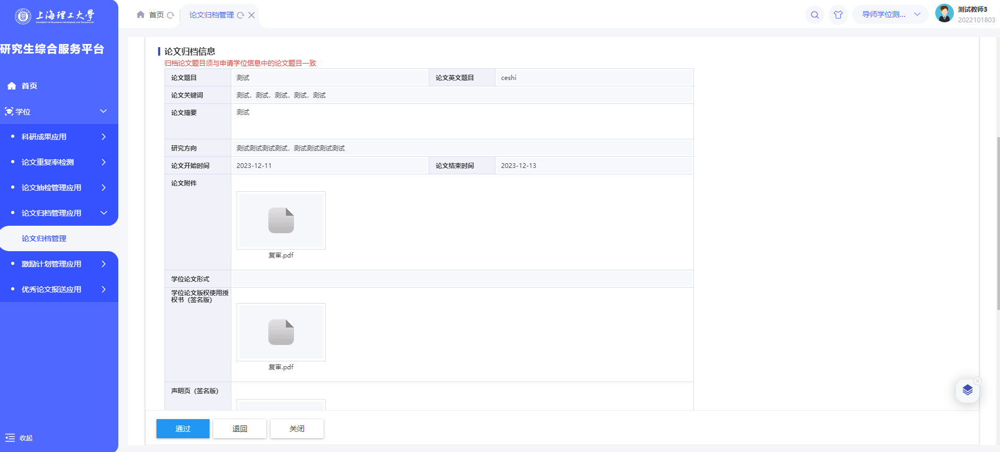 上海理工大学
UNIVERSITY OF SHANGHAI FOR SCIENCE AND TECHNOLOGY
研究生综合服务平台
首页
学位
科研成果应用
论文重复率检测
论文抽检管理应用
论文归档管理应用
论文归档管理
激励计划管理应用
优秀论文报送应用
收起
首页
论文归档管理
导师学位测...
测试教师3
2022101803
论文归档信息
归档论文题目须与申请学位信息中的论文题目一致
论文题目 测试 论文英文题目 ceshi
论文关键词 测试，测试，测试，测试，测试
论文摘要 测试
研究方向 测试测试测试测试，测试测试测试测试
论文开始时间 2023-12-11 论文结束时间 2023-12-13
论文附件
复审.pdf
学位论文形式
学位论文版权使用授
权书（签名版）
复审.pdf
声明页（签名版）
通过 退回 关闭